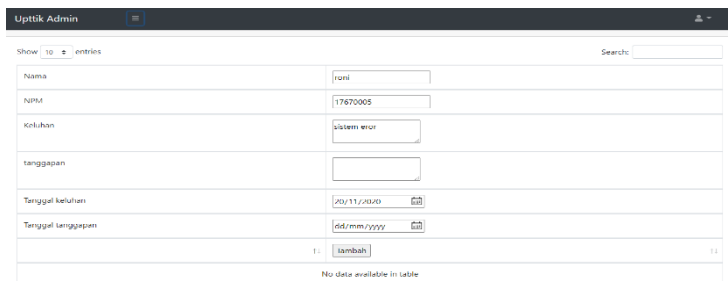 Upttik Admin
Show 10 entries Search:
Nama roni
NPM 17670005
Keluhan sistem eror
tanggapan
Tanggal keluhan 20/11/2020
Tanggal tanggapan dd/mm/yyyy
Tambah
No data available in table